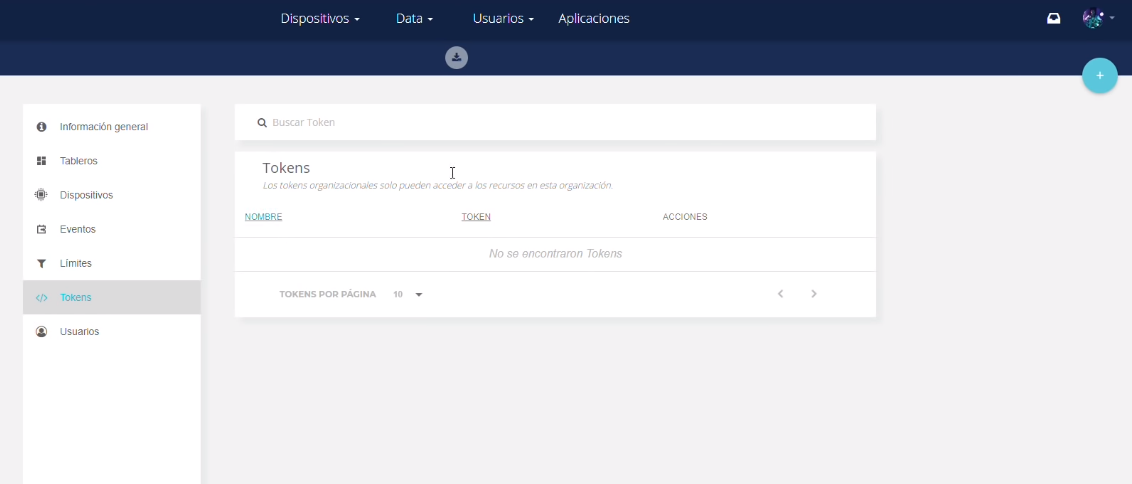 Dispositivos Data Usuarios Aplicaciones
Información general
Tableros
Dispositivos
Eventos
Límites
Tokens
Usuarios
Buscar Token
Tokens
Los tokens organizacionales solo pueden acceder a los recursos en esta organización.
NOMBRE TOKEN ACCIONES
No se encontraron Tokens
TOKENS POR PÁGINA 10